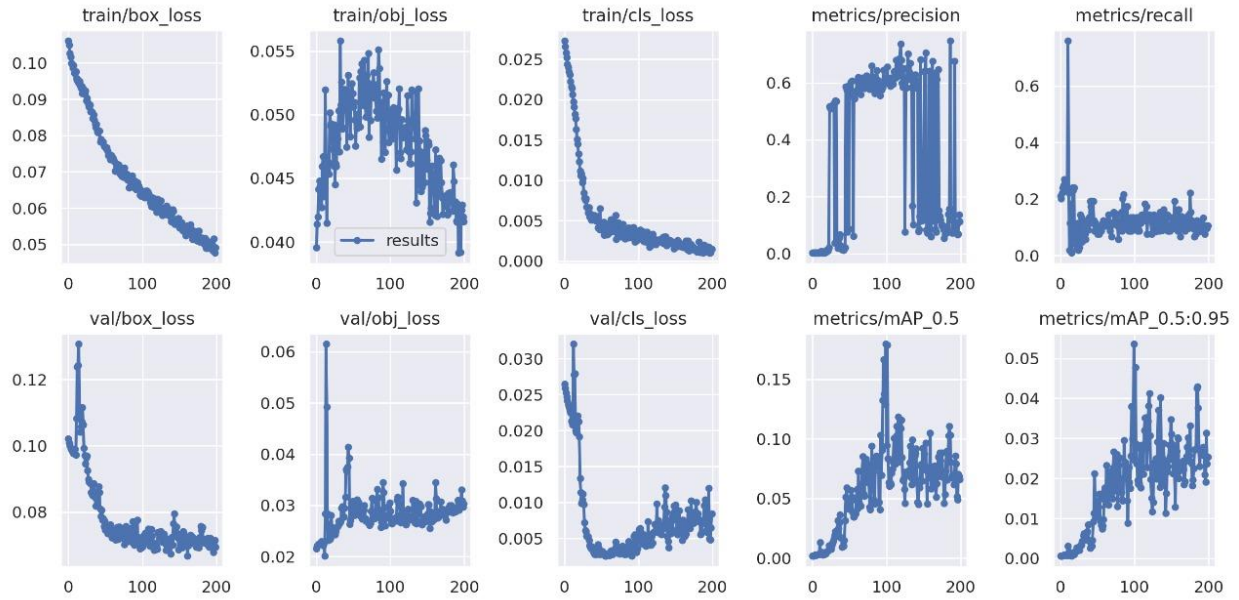 train/box_loss
train/obj_loss
train/cls_loss
metrics/precision
metrics/recall
0.10
0.09
0.08
0.07
0.06
0.05
0 100 200
0.055
0.050
0.045
0.040
results
0 100 200
0.025
0.020
0.015
0.010
0.005
0.000
0 100 200
0.6
0.4
0.2
0.0
0 100 200
0.6
0.4
0.2
0.0
0 100 200
val/box_loss
val/obj_loss
val/cls_loss
metrics/mAP_0.5
metrics/mAP_0.5:0.95
0.12
0.10
0.08
0 100 200
0.06
0.05
0.04
0.03
0.02
0 100 200
0.030
0.025
0.020
0.015
0.010
0.005
0 100 200
0.15
0.10
0.05
0.00
0 100 200
0.05
0.04
0.03
0.02
0.01
0.00
0 100 200